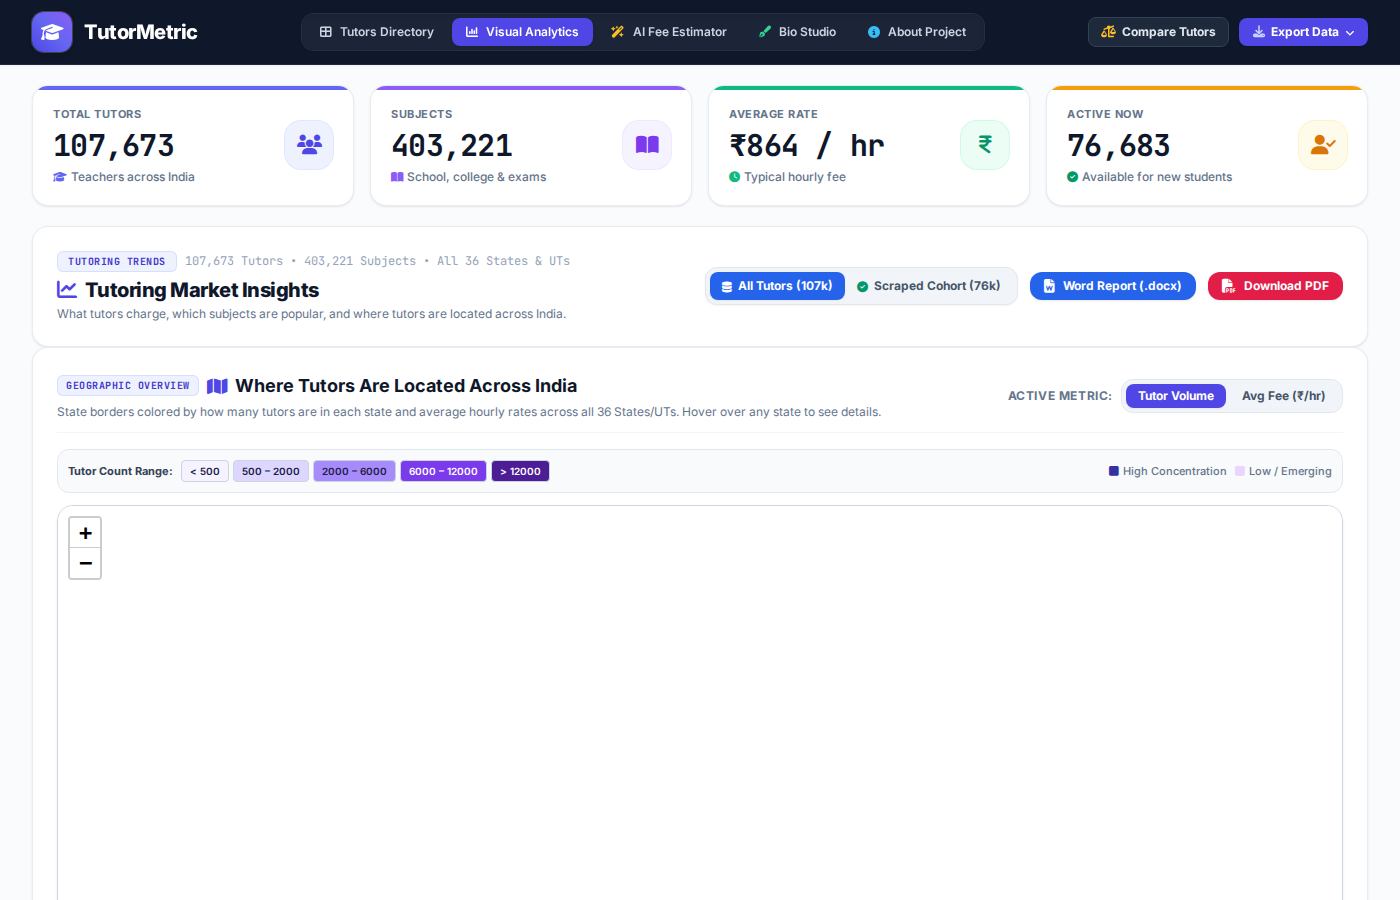 TutorMetric
Tutors Directory
Visual Analytics
AI Fee Estimator
Bio Studio
About Project
Compare Tutors
Export Data
TOTAL TUTORS
107,673
Teachers across India
SUBJECTS
403,221
School, college & exams
AVERAGE RATE
₹864 / hr
Typical hourly fee
₹
ACTIVE NOW
76,683
Available for new students
TUTORING TRENDS
107,673 Tutors • 403,221 Subjects • All 36 States & UTs
Tutoring Market Insights
What tutors charge, which subjects are popular, and where tutors are located across India.
All Tutors (107k)
Scraped Cohort (76k)
Word Report (.docx)
Download PDF
GEOGRAPHIC OVERVIEW
Where Tutors Are Located Across India
State borders colored by how many tutors are in each state and average hourly rates across all 36 States/UTs. Hover over any state to see details.
ACTIVE METRIC:
Tutor Volume
Avg Fee (₹/hr)
Tutor Count Range:
< 500
500 – 2000
2000 – 6000
6000 – 12000
> 12000
High Concentration
Low / Emerging
+
−